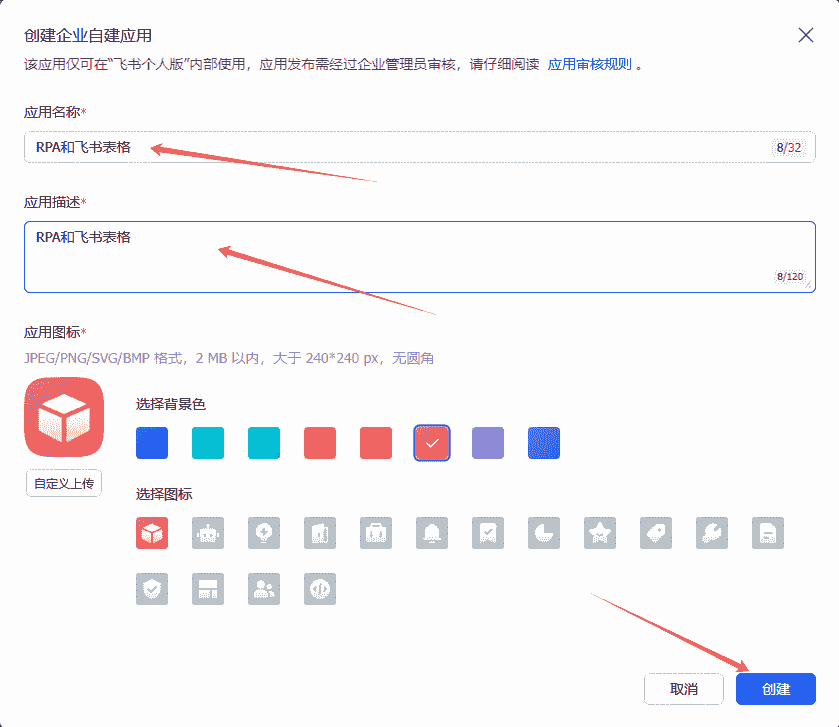 创建企业自建应用
该应用仅可在“飞书个人版”内部使用，应用发布需经过企业管理员审核，请仔细阅读 应用审核规则 。
应用名称*
RPA和飞书表格
8/32
应用描述*
RPA和飞书表格
8/120
应用图标*
JPEG/PNG/SVG/BMP 格式，2 MB 以内，大于 240*240 px，无圆角
选择背景色
自定义上传
选择图标
取消
创建